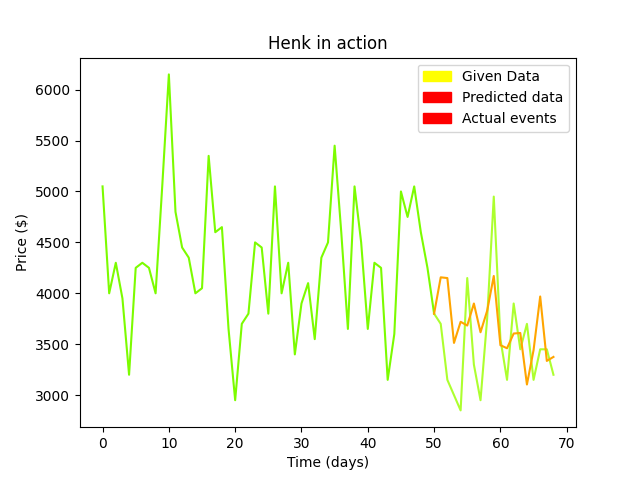 Henk in action
Given Data
Predicted data
Actual events
6000
5500
5000
4500
4000
3500
3000
Price ($)
0 10 20 30 40 50 60 70
Time (days)